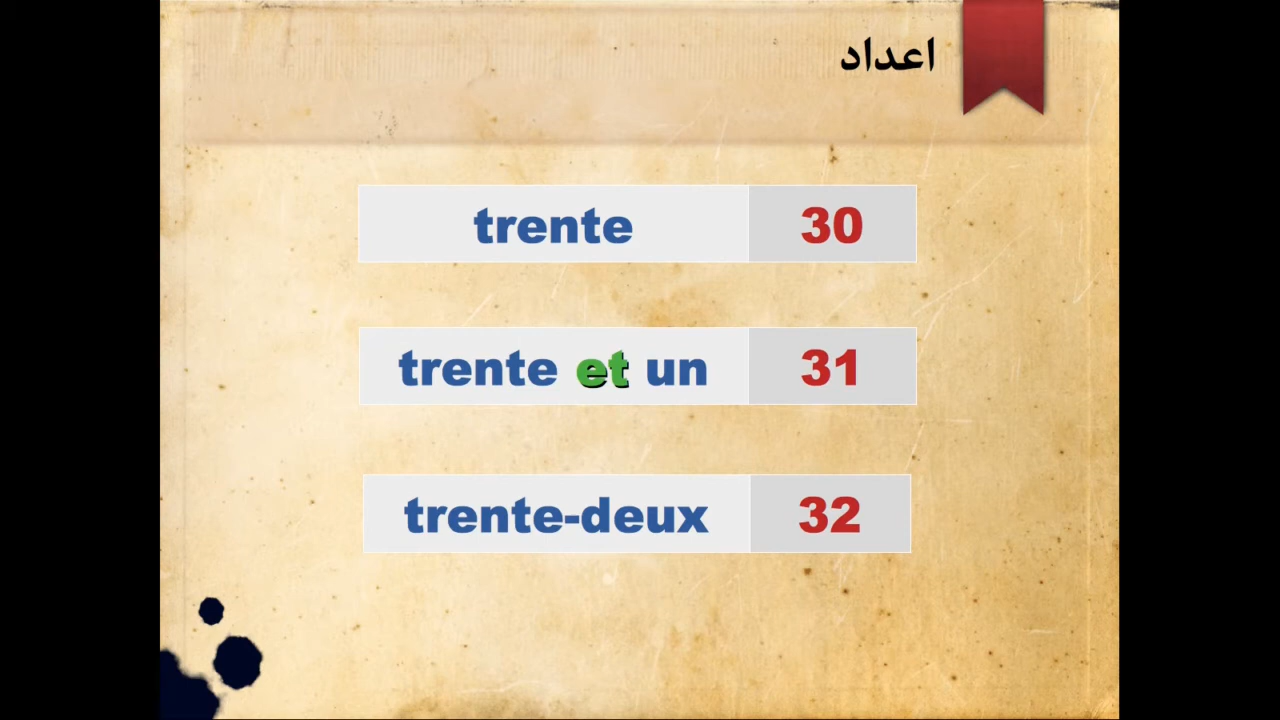 اعداد
trente 30
trente et un 31
trente-deux 32